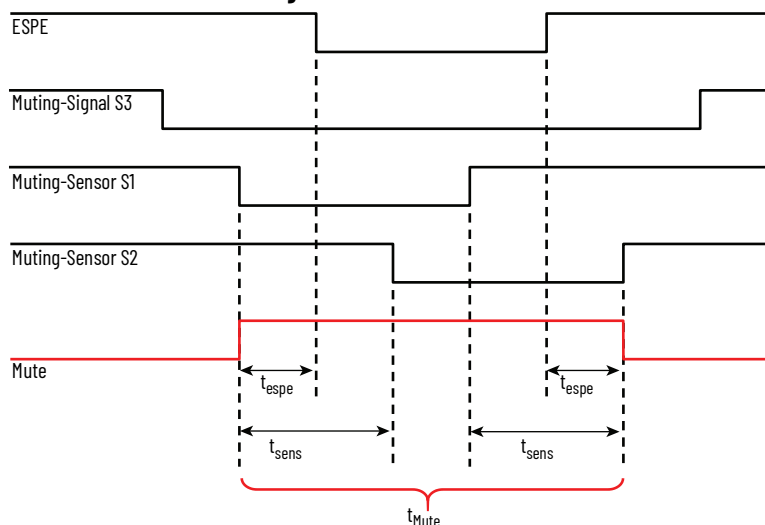 ESPE
Muting-Signal S3
Muting-Sensor S1
Muting-Sensor S2
Mute
tespe
tespe
tsens
tsens
tMute